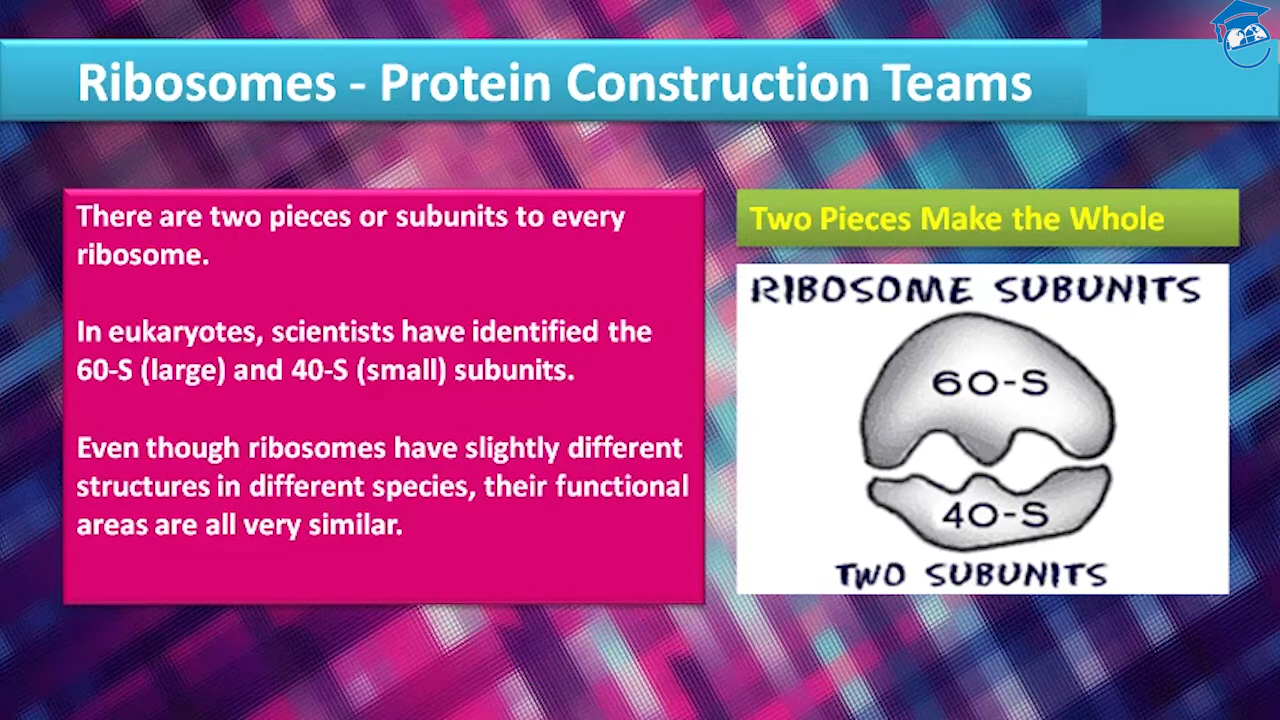 Ribosomes - Protein Construction Teams
There are two pieces or subunits to every
ribosome.
In eukaryotes, scientists have identified the
60-S (large) and 40-S (small) subunits.
Even though ribosomes have slightly different
structures in different species, their functional
areas are all very similar.
Two Pieces Make the Whole
RIBOSOME SUBUNITS
60-S
40-S
TWO SUBUNITS